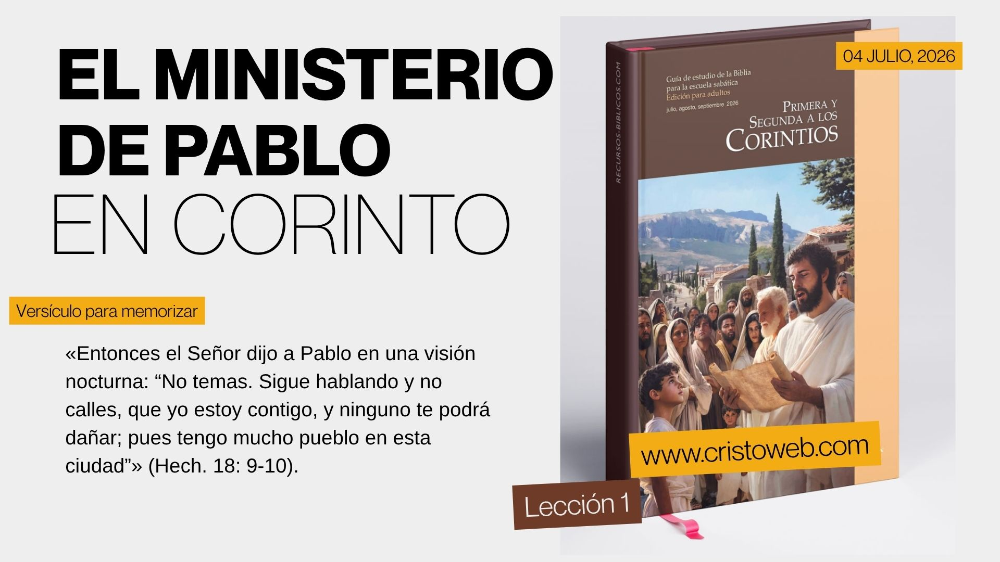 EL MINISTERIO
DE PABLO
EN CORINTO
Versículo para memorizar
«Entonces el Señor dijo a Pablo en una visión
nocturna: “No temas. Sigue hablando y no
calles, que yo estoy contigo, y ninguno te podrá
dañar; pues tengo mucho pueblo en esta
ciudad”» (Hech. 18: 9-10).
04 JULIO, 2026
RECURSOS-BIBLICOS.COM
Guía de estudio de la Biblia
para la escuela sabática
Edición para adultos
julio, agosto, septiembre 2026
PRIMERA Y
SEGUNDA A LOS
CORINTIOS
www.cristoweb.com
Lección 1